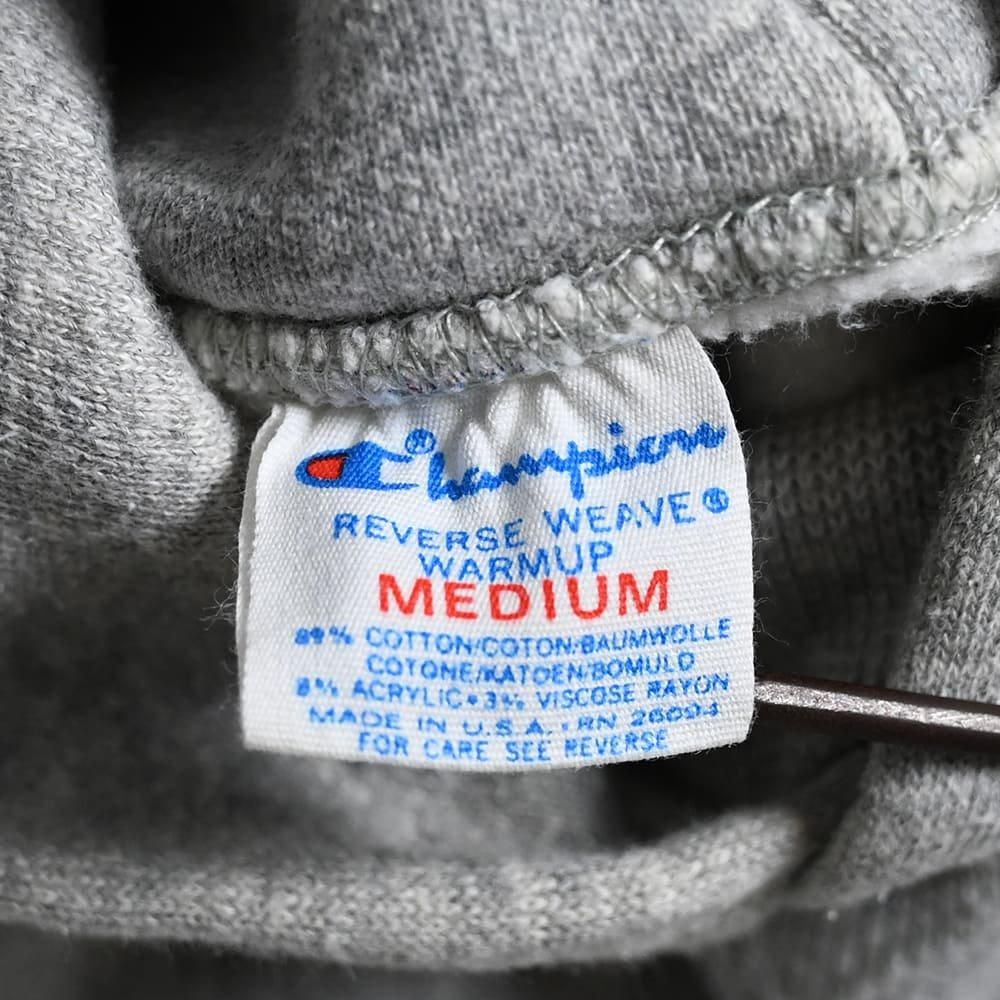 Champion®
REVERSE WEAVE®
WARMUP
MEDIUM
89% COTTON/COTON/BAUMWOLLE
COTONE/KATOEN/BOMULD
8% ACRYLIC • 3% VISCOSE RAYON
MADE IN U.S.A. • RN 26094
FOR CARE SEE REVERSE